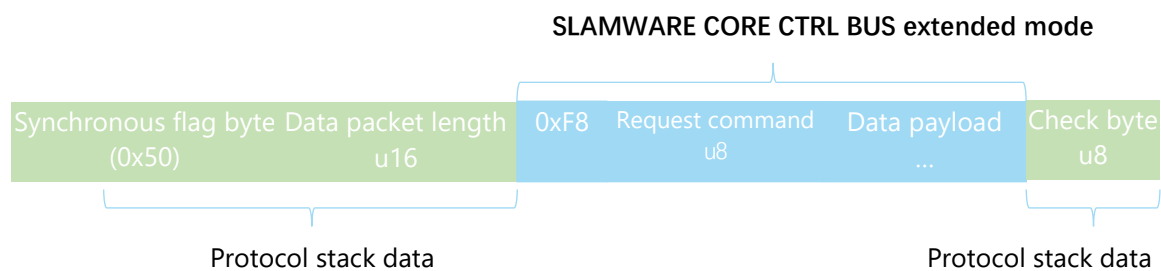 SLAMWARE CORE CTRL BUS extended mode
Synchronous flag byte Data packet length 0xF8 Request command Data payload Check byte
(0x50) u16 u8 ... u8
Protocol stack data Protocol stack data